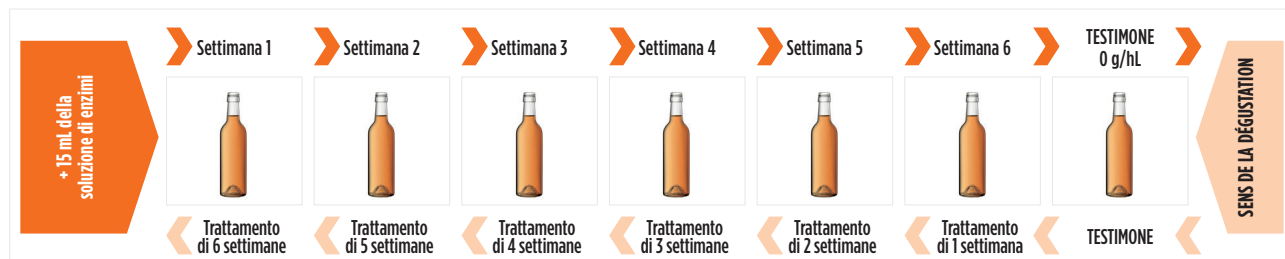 + 15 mL della
soluzione di enzimi
Settimana 1
Settimana 2
Settimana 3
Settimana 4
Settimana 5
Settimana 6
TESTIMONE
0 g/hL
Trattamento
di 6 settimane
Trattamento
di 5 settimane
Trattamento
di 4 settimane
Trattamento
di 3 settimane
Trattamento
di 2 settimane
Trattamento
di 1 settimana
TESTIMONE
SENS DE LA DÉGUSTATION